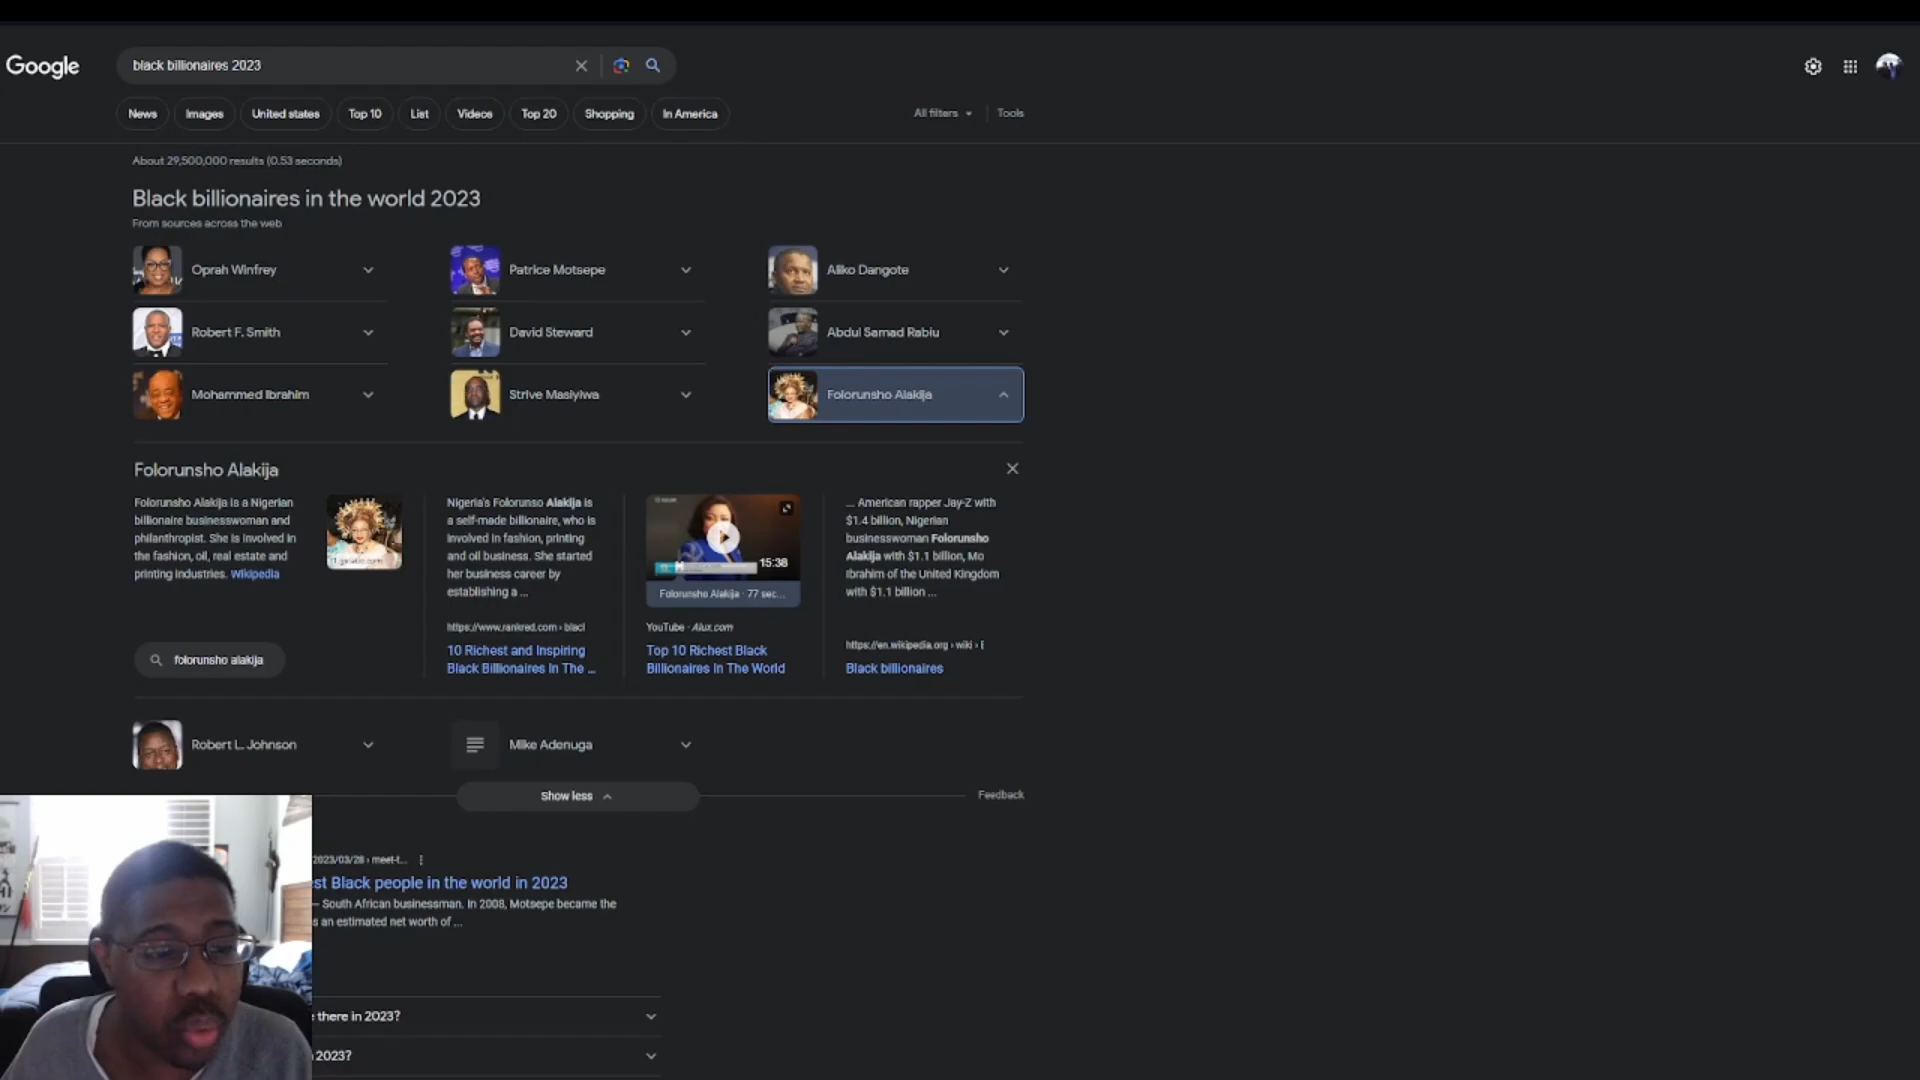 Google
black billionaires 2023
News
Images
United states
Top 10
List
Videos
Top 20
Shopping
In America
All filters
Tools
About 29,500,000 results (0.53 seconds)
Black billionaires in the world 2023
From sources across the web
Oprah Winfrey
Patrice Motsepe
Aliko Dangote
Robert F. Smith
David Steward
Abdul Samad Rabiu
Mohammed Ibrahim
Strive Masiyiwa
Folorunsho Alakija
Folorunsho Alakija
Folorunsho Alakija is a Nigerian
billionaire businesswoman and
philanthropist. She is involved in
the fashion, oil, real estate and
printing industries. Wikipedia
folorunsho alakija
Nigeria's Folorunso Alakija is
a self-made billionaire, who is
involved in fashion, printing
and oil business. She started
her business career by
establishing a ...
https://www.rankred.com › blacl
10 Richest and Inspiring
Black Billionaires In The ...
15:38
Folorunsho Alakija · 77 sec...
YouTube · Alux.com
Top 10 Richest Black
Billionaires In The World
... American rapper Jay-Z with
$1.4 billion, Nigerian
businesswoman Folorunsho
Alakija with $1.1 billion, Mo
Ibrahim of the United Kingdom
with $1.1 billion ...
https://en.wikipedia.org › wiki › E
Black billionaires
Robert L. Johnson
Mike Adenuga
Show less
Feedback
2023/03/28 › meet-t...
st Black people in the world in 2023
— South African businessman. In 2008, Motsepe became the
s an estimated net worth of ...
there in 2023?
2023?